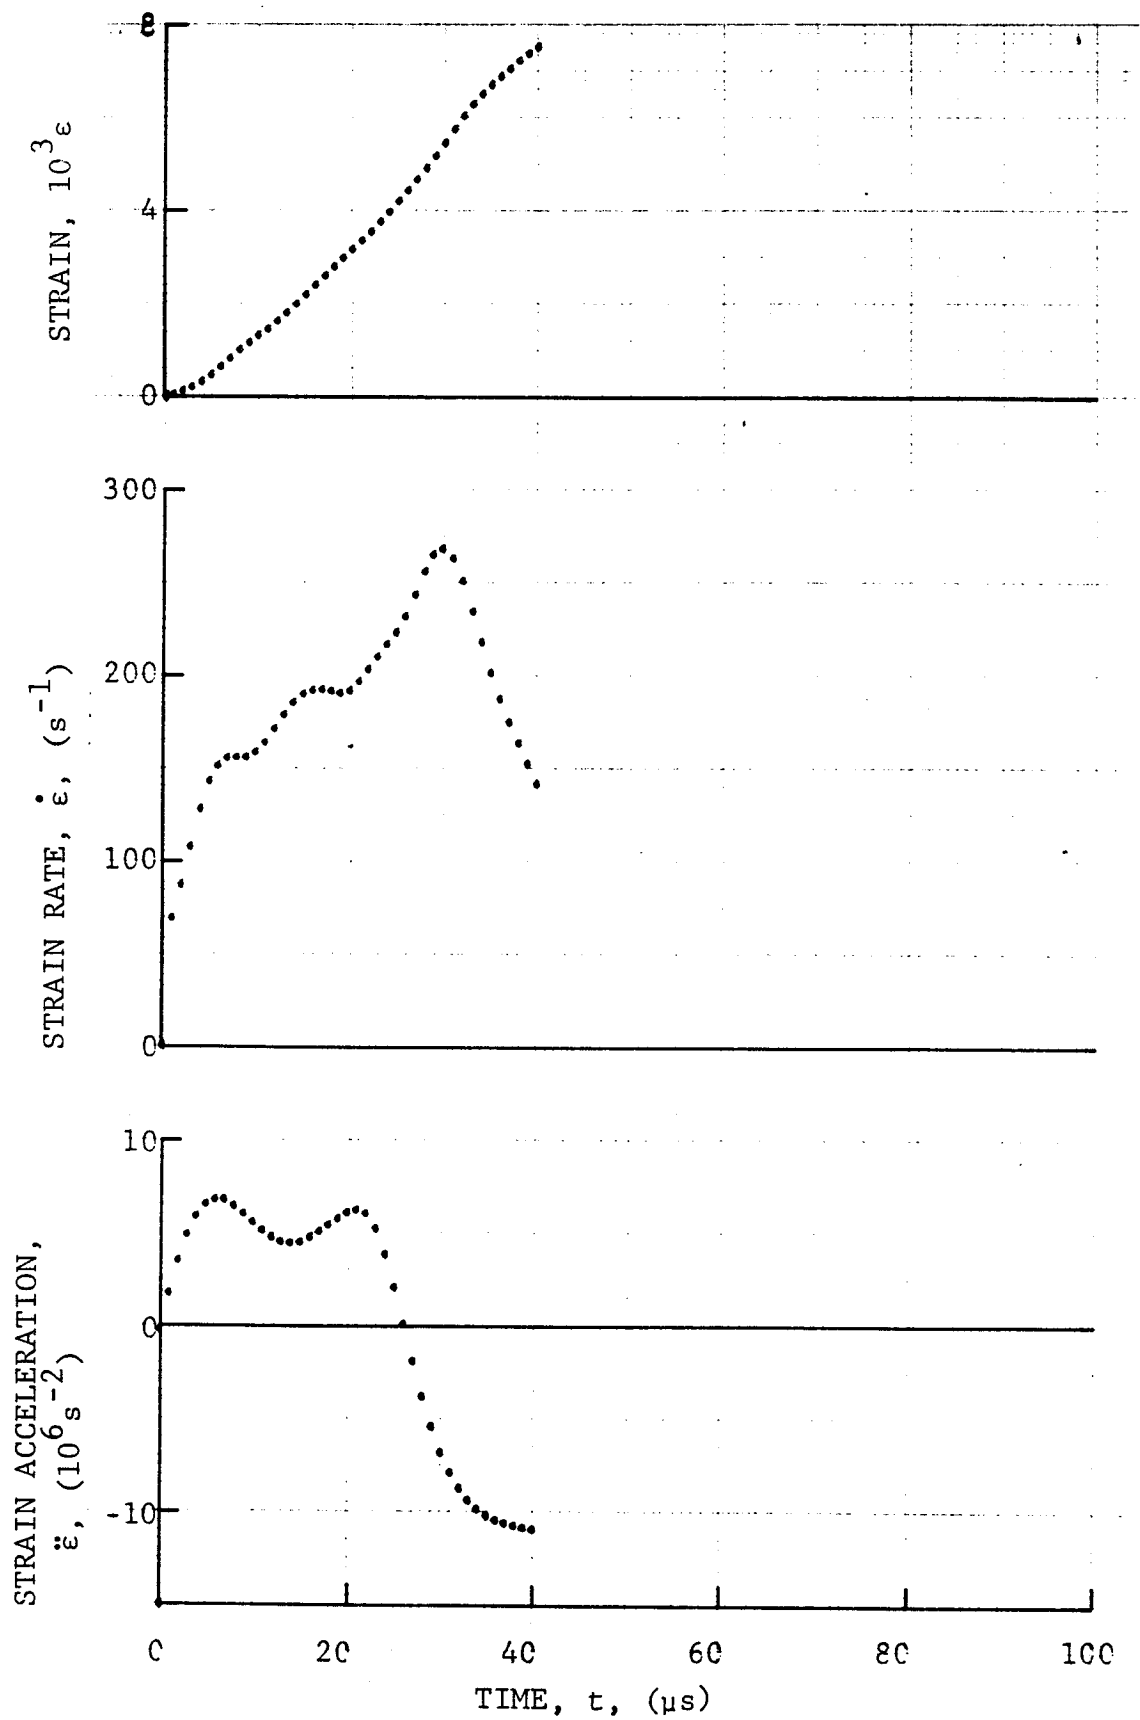 8
4
0
STRAIN, 10³ε
300
200
100
0
STRAIN RATE, ε̇, (s⁻¹)
10
0
-10
STRAIN ACCELERATION,
ε̈, (10⁶s⁻²)
0 20 40 60 80 100
TIME, t, (μs)